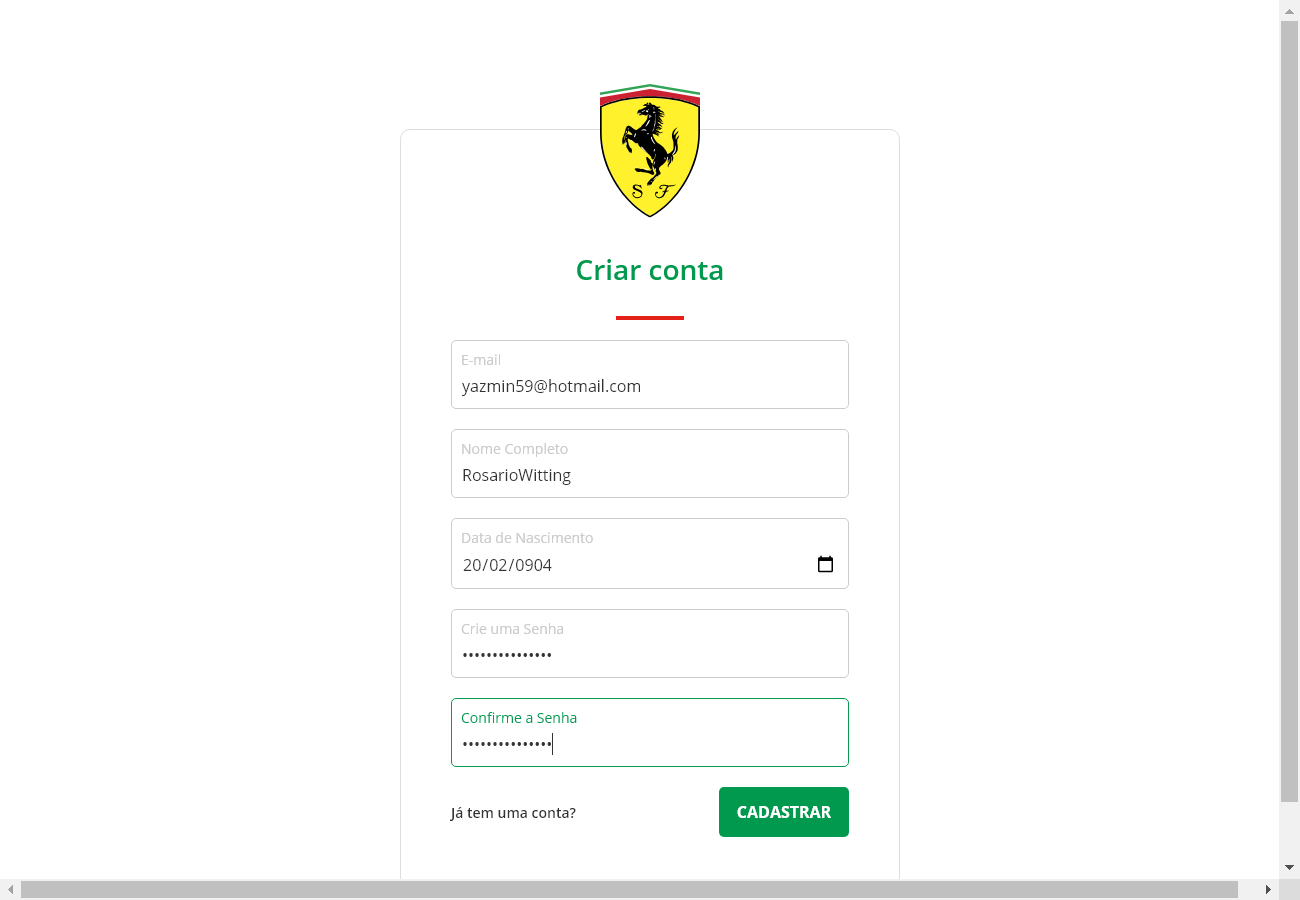 S F
Criar conta
E-mail
yazmin59@hotmail.com
Nome Completo
RosarioWitting
Data de Nascimento
20/02/0904
Crie uma Senha
•••••••••••••••
Confirme a Senha
•••••••••••••••
Já tem uma conta?
CADASTRAR